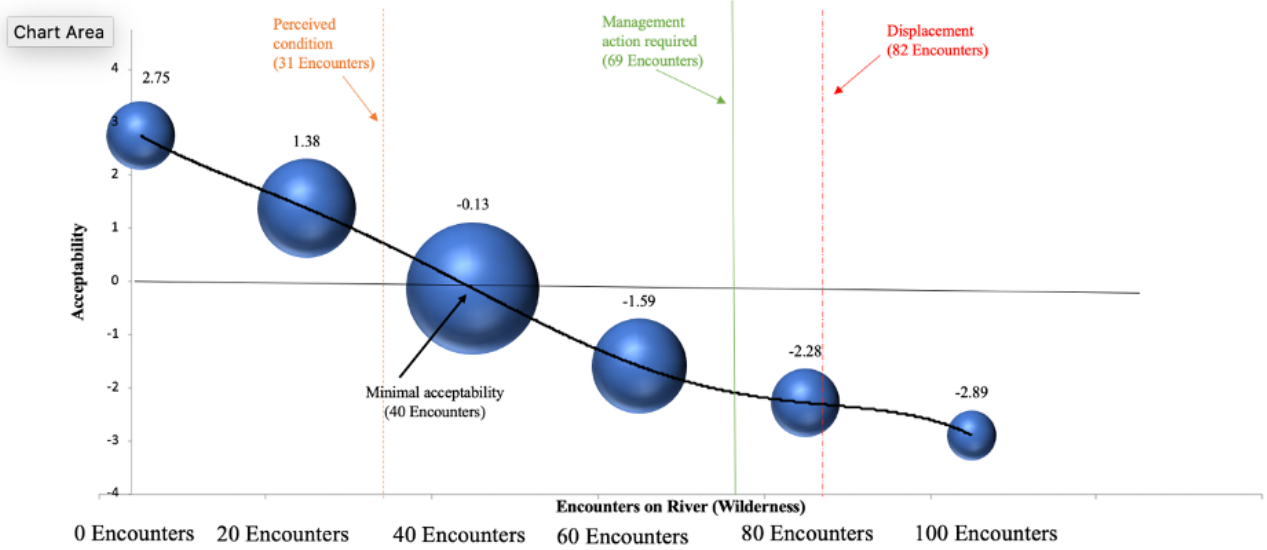 Chart Area
Perceived
condition
(31 Encounters)
Management
action required
(69 Encounters)
Displacement
(82 Encounters)
4
3
2
1
0
-1
-2
-3
-4
Acceptability
2.75
1.38
-0.13
-1.59
-2.28
-2.89
Minimal acceptability
(40 Encounters)
Encounters on River (Wilderness)
0 Encounters
20 Encounters
40 Encounters
60 Encounters
80 Encounters
100 Encounters